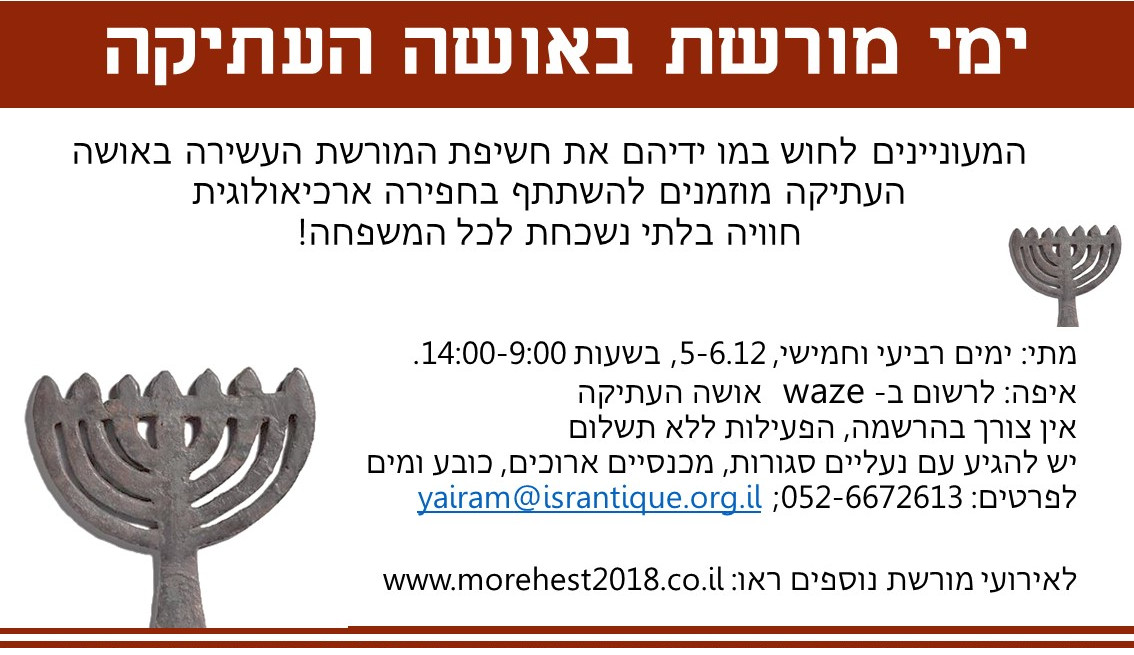 ימי מורשת באושה העתיקה
המעוניינים לחוש במו ידיהם את חשיפת המורשת העשירה באושה
העתיקה מוזמנים להשתתף בחפירה ארכיאולוגית
חוויה בלתי נשכחת לכל המשפחה!
מתי: ימים רביעי וחמישי, 5-6.12, בשעות 14:00-9:00.
איפה: לרשום ב- waze אושה העתיקה
אין צורך בהרשמה, הפעילות ללא תשלום
יש להגיע עם נעליים סגורות, מכנסיים ארוכים, כובע ומים
לפרטים: 052-6672613; yairam@israntique.org.il
לאירועי מורשת נוספים ראו: www.morehest2018.co.il